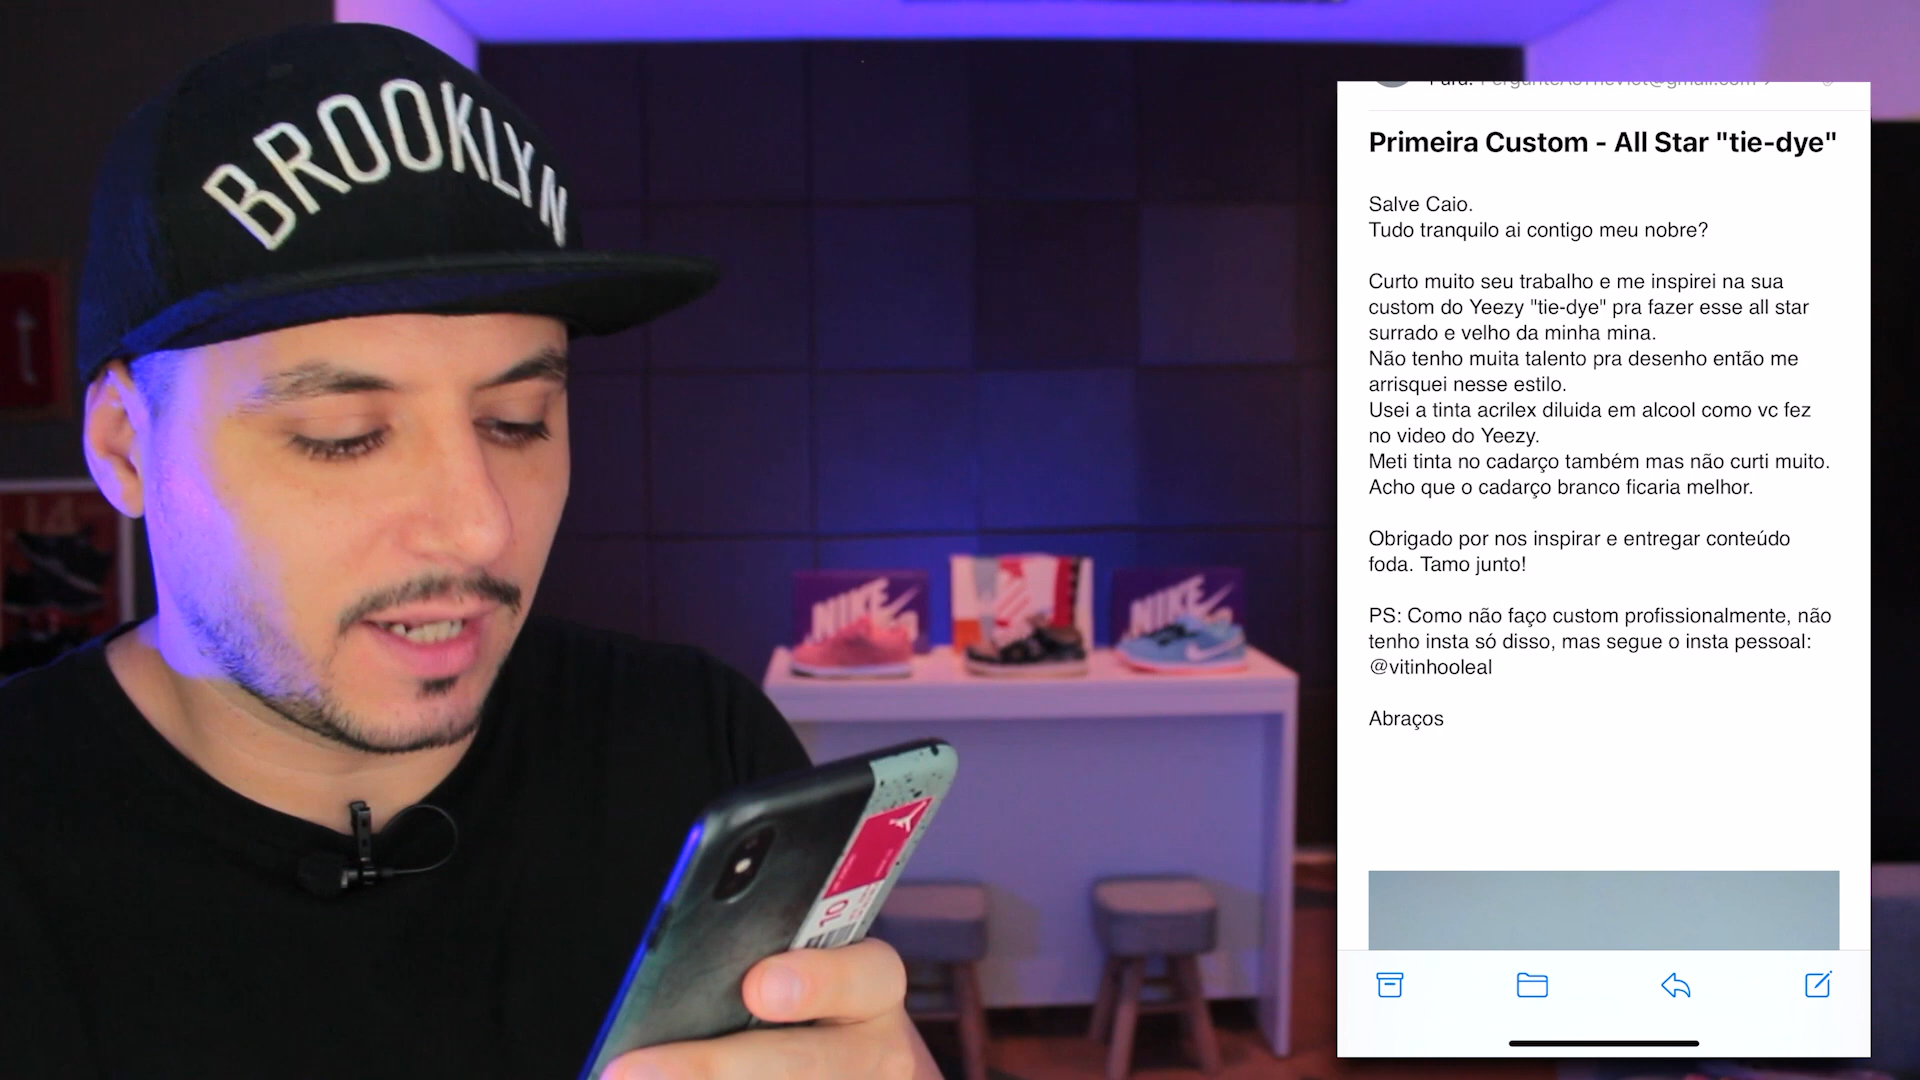 BROOKLYN
NIKE
NIKE
10
Primeira Custom - All Star "tie-dye"
Salve Caio.
Tudo tranquilo ai contigo meu nobre?
Curto muito seu trabalho e me inspirei na sua
custom do Yeezy "tie-dye" pra fazer esse all star
surrado e velho da minha mina.
Não tenho muita talento pra desenho então me
arrisquei nesse estilo.
Usei a tinta acrilex diluida em alcool como vc fez
no video do Yeezy.
Meti tinta no cadarço também mas não curti muito.
Acho que o cadarço branco ficaria melhor.
Obrigado por nos inspirar e entregar conteúdo
foda. Tamo junto!
PS: Como não faço custom profissionalmente, não
tenho insta só disso, mas segue o insta pessoal:
@vitinhooleal
Abraços